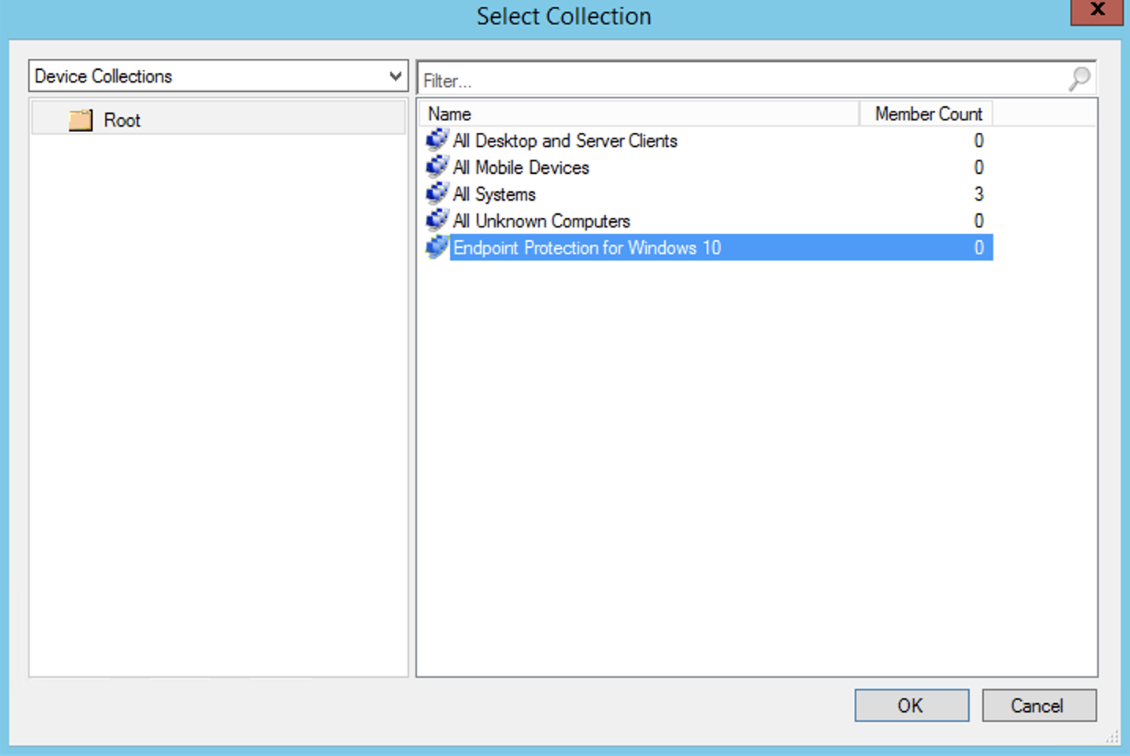 Select Collection
x
Device Collections
Filter...
Root
Name Member Count
All Desktop and Server Clients 0
All Mobile Devices 0
All Systems 3
All Unknown Computers 0
Endpoint Protection for Windows 10 0
OK Cancel